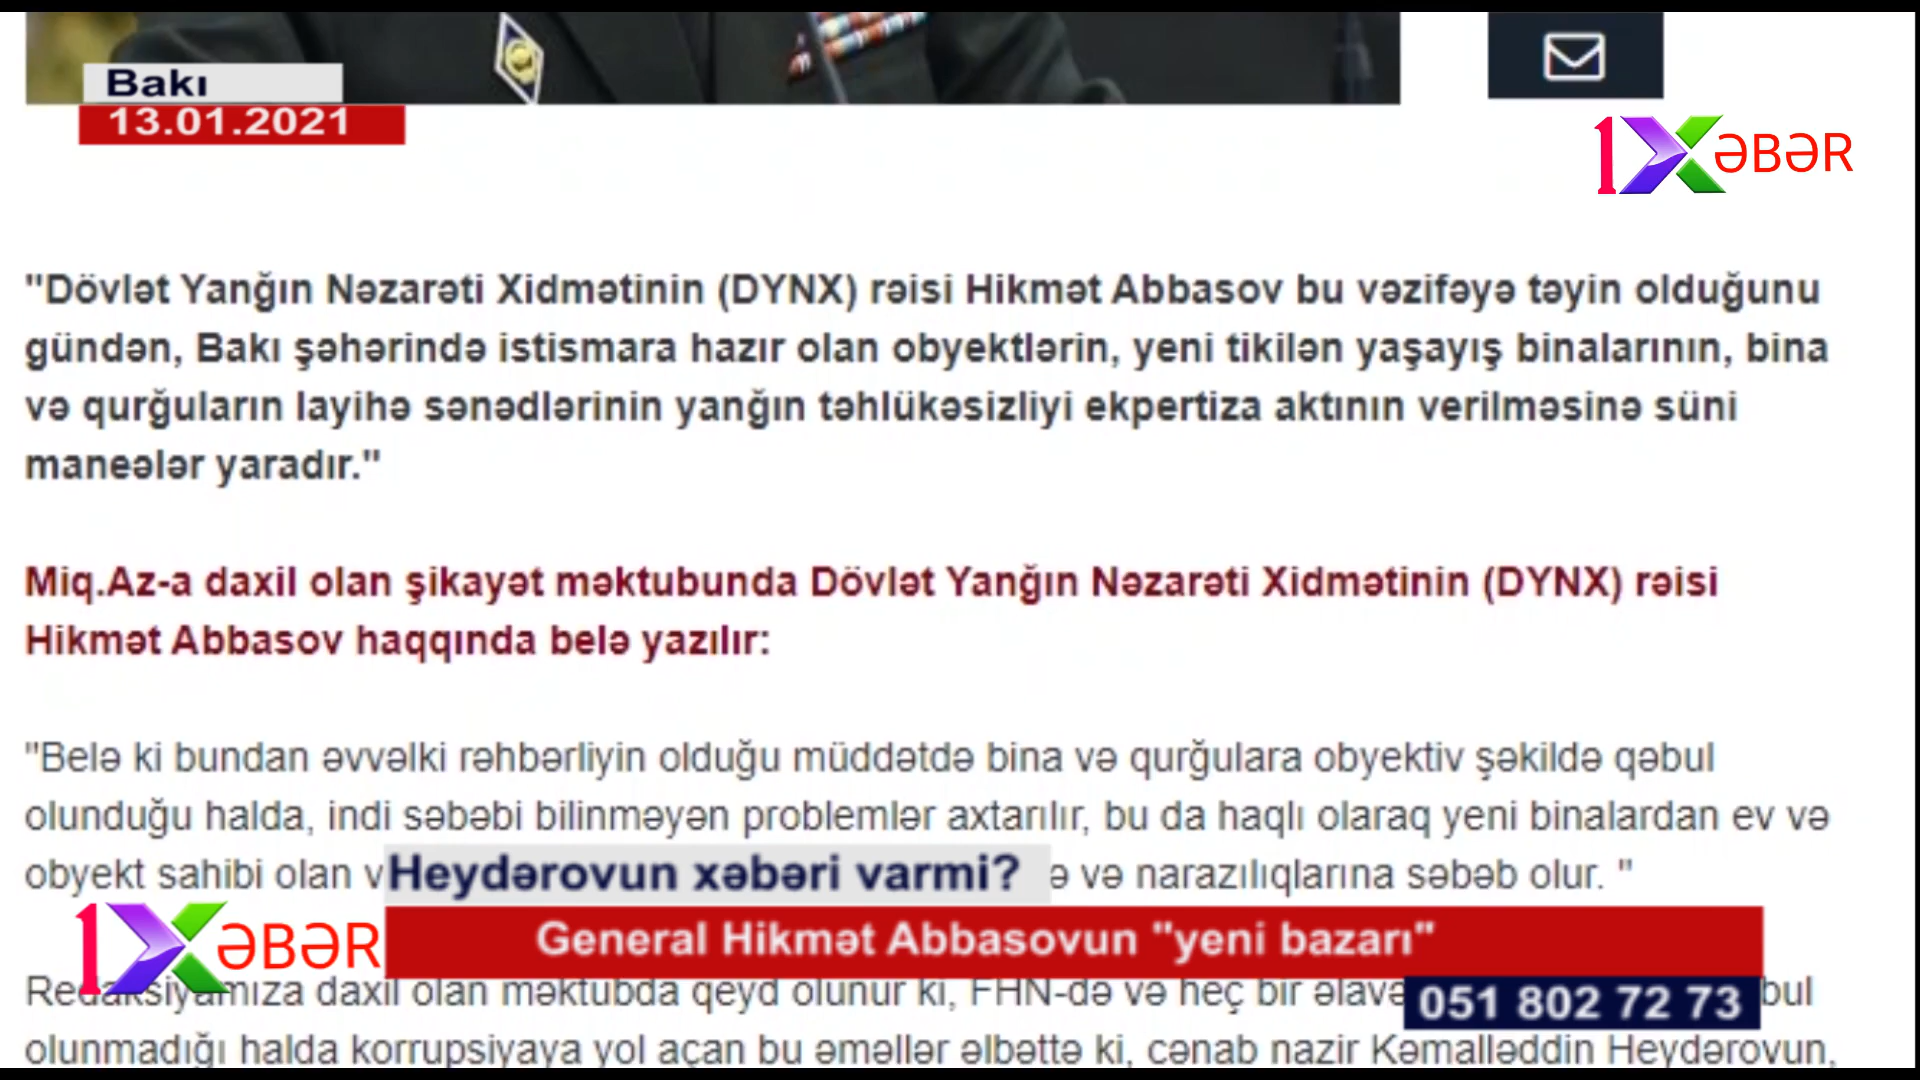 Bakı
13.01.2021
1XƏBƏR
"Dövlət Yanğın Nəzarəti Xidmətinin (DYNX) rəisi Hikmət Abbasov bu vəzifəyə təyin olduğunu
gündən, Bakı şəhərində istismara hazır olan obyektlərin, yeni tikilən yaşayış binalarının, bina
və qurğuların layihə sənədlərinin yanğın təhlükəsizliyi ekpertiza aktının verilməsinə süni
maneələr yaradır."
Miq.Az-a daxil olan şikayət məktubunda Dövlət Yanğın Nəzarəti Xidmətinin (DYNX) rəisi
Hikmət Abbasov haqqında belə yazılır:
"Belə ki bundan əvvəlki rəhbərliyin olduğu müddətdə bina və qurğulara obyektiv şəkildə qəbul
olunduğu halda, indi səbəbi bilinməyən problemlər axtarılır, bu da haqlı olaraq yeni binalardan ev və
obyekt sahibi olan və narazılıqlarına səbəb olur. "
Heydərovun xəbəri varmi?
1XƏBƏR
General Hikmət Abbasovun "yeni bazarı"
Redaksiyamıza daxil olan məktubda qeyd olunur ki, FHN-də və heç bir əlavə
051 802 72 73
olunmadığı halda korrupsiyaya yol açan bu əməllər əlbəttə ki, cənab nazir Kəmalləddin Heydərovun,